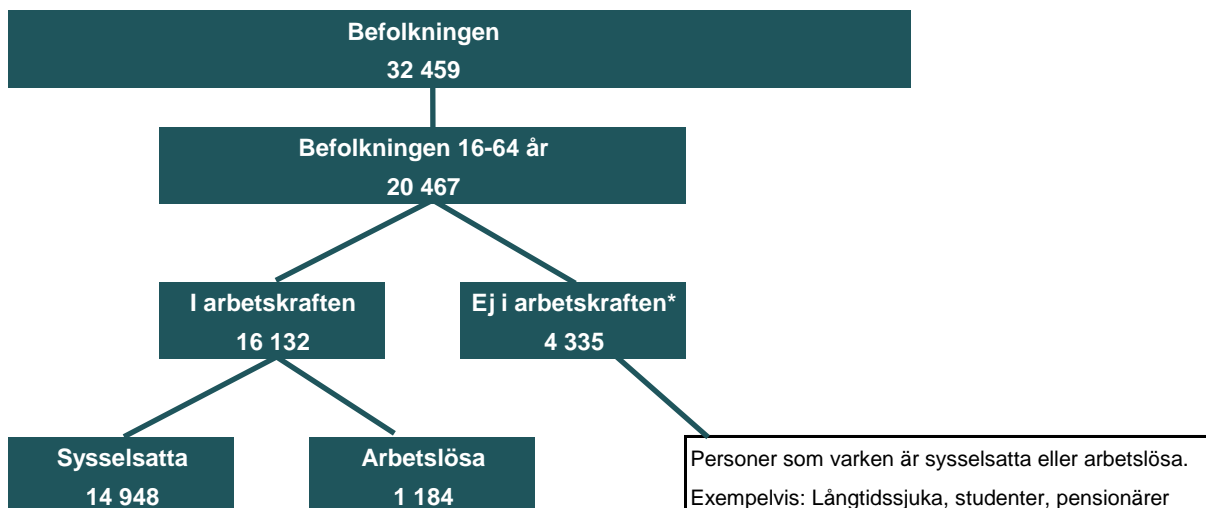 Befolkningen
32 459
Befolkningen 16-64 år
20 467
I arbetskraften
16 132
Ej i arbetskraften*
4 335
Sysselsatta
14 948
Arbetslösa
1 184
Personer som varken är sysselsatta eller arbetslösa.
Exempelvis: Långtidssjuka, studenter, pensionärer